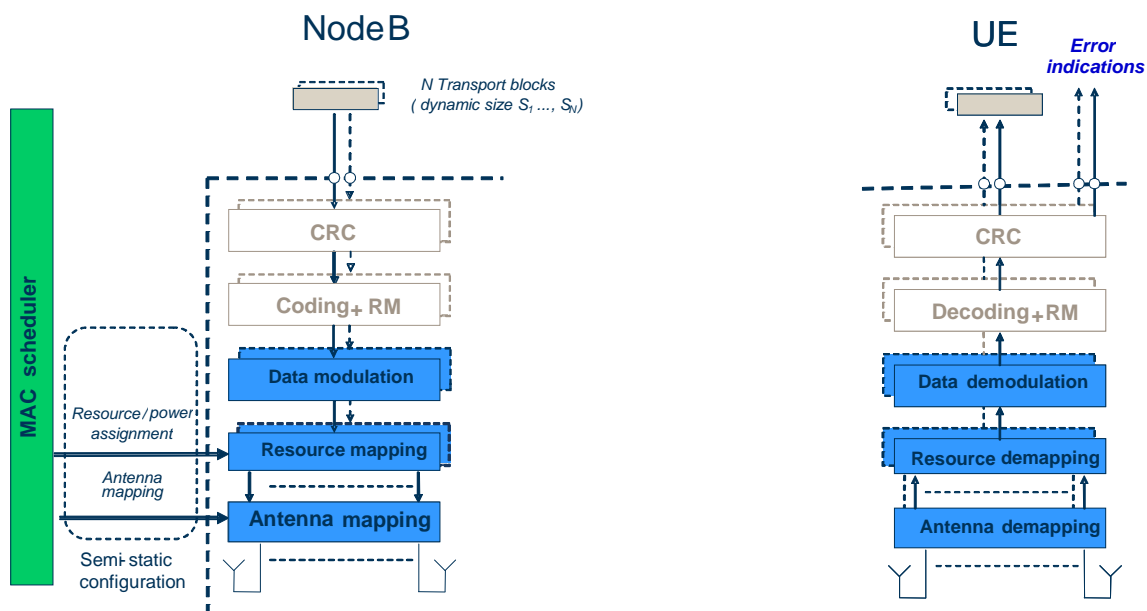 NodeB
UE
Error
indications
N Transport blocks
( dynamic size S1 ..., SN)
MAC scheduler
CRC
Coding+ RM
Data modulation
Resource/power
assignment
Resource mapping
Antenna
mapping
Antenna mapping
Semi-static
configuration
CRC
Decoding+RM
Data demodulation
Resource demapping
Antenna demapping